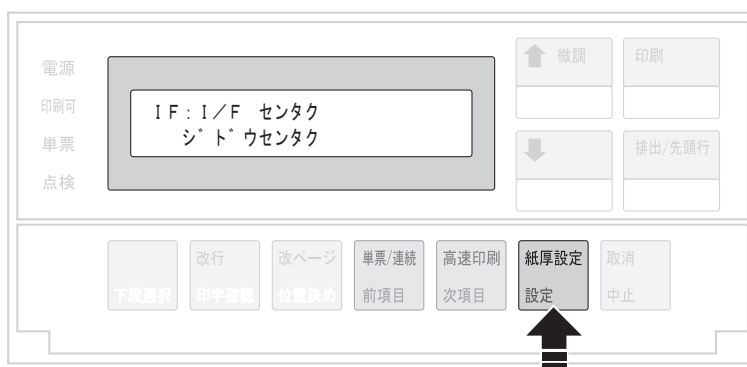 電源
印刷可
単票
点検
IF:I/F センタク
ジドウセンタク
微調
印刷
排出/先頭行
改行
改ページ
単票/連続
高速印刷
紙厚設定
取消
下段選択
印字確認
位置決め
前項目
次項目
設定
中止